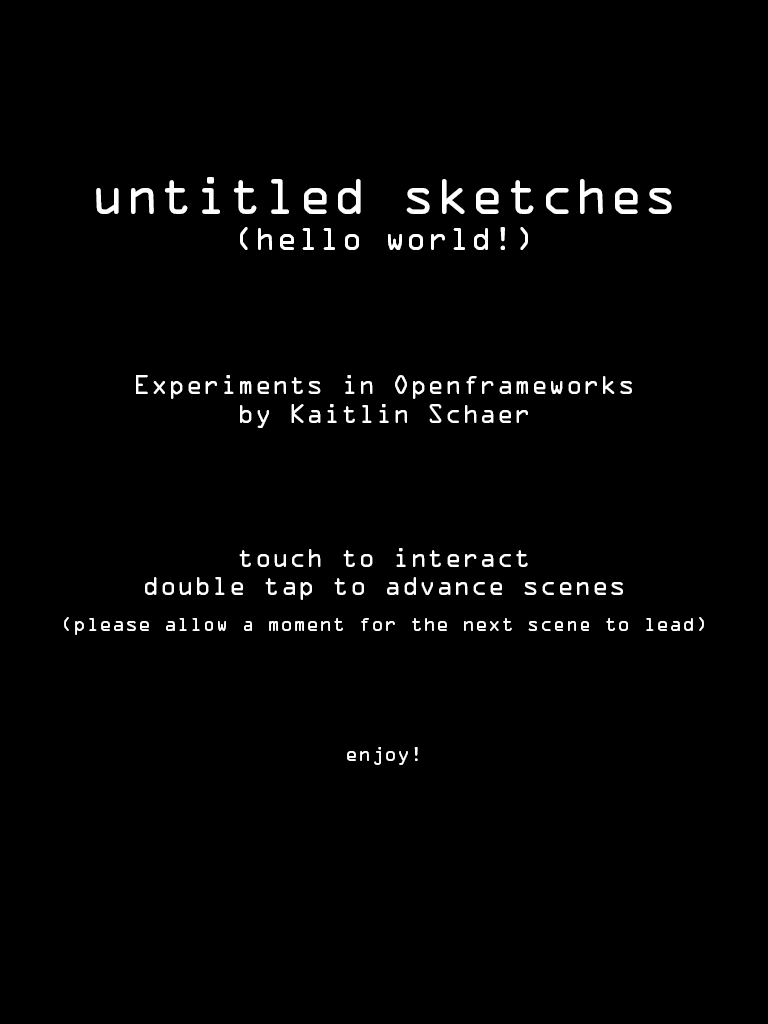 untitled sketches
(hello world!)
Experiments in Openframeworks
by Kaitlin Schaer
touch to interact
double tap to advance scenes
(please allow a moment for the next scene to lead)
enjoy!